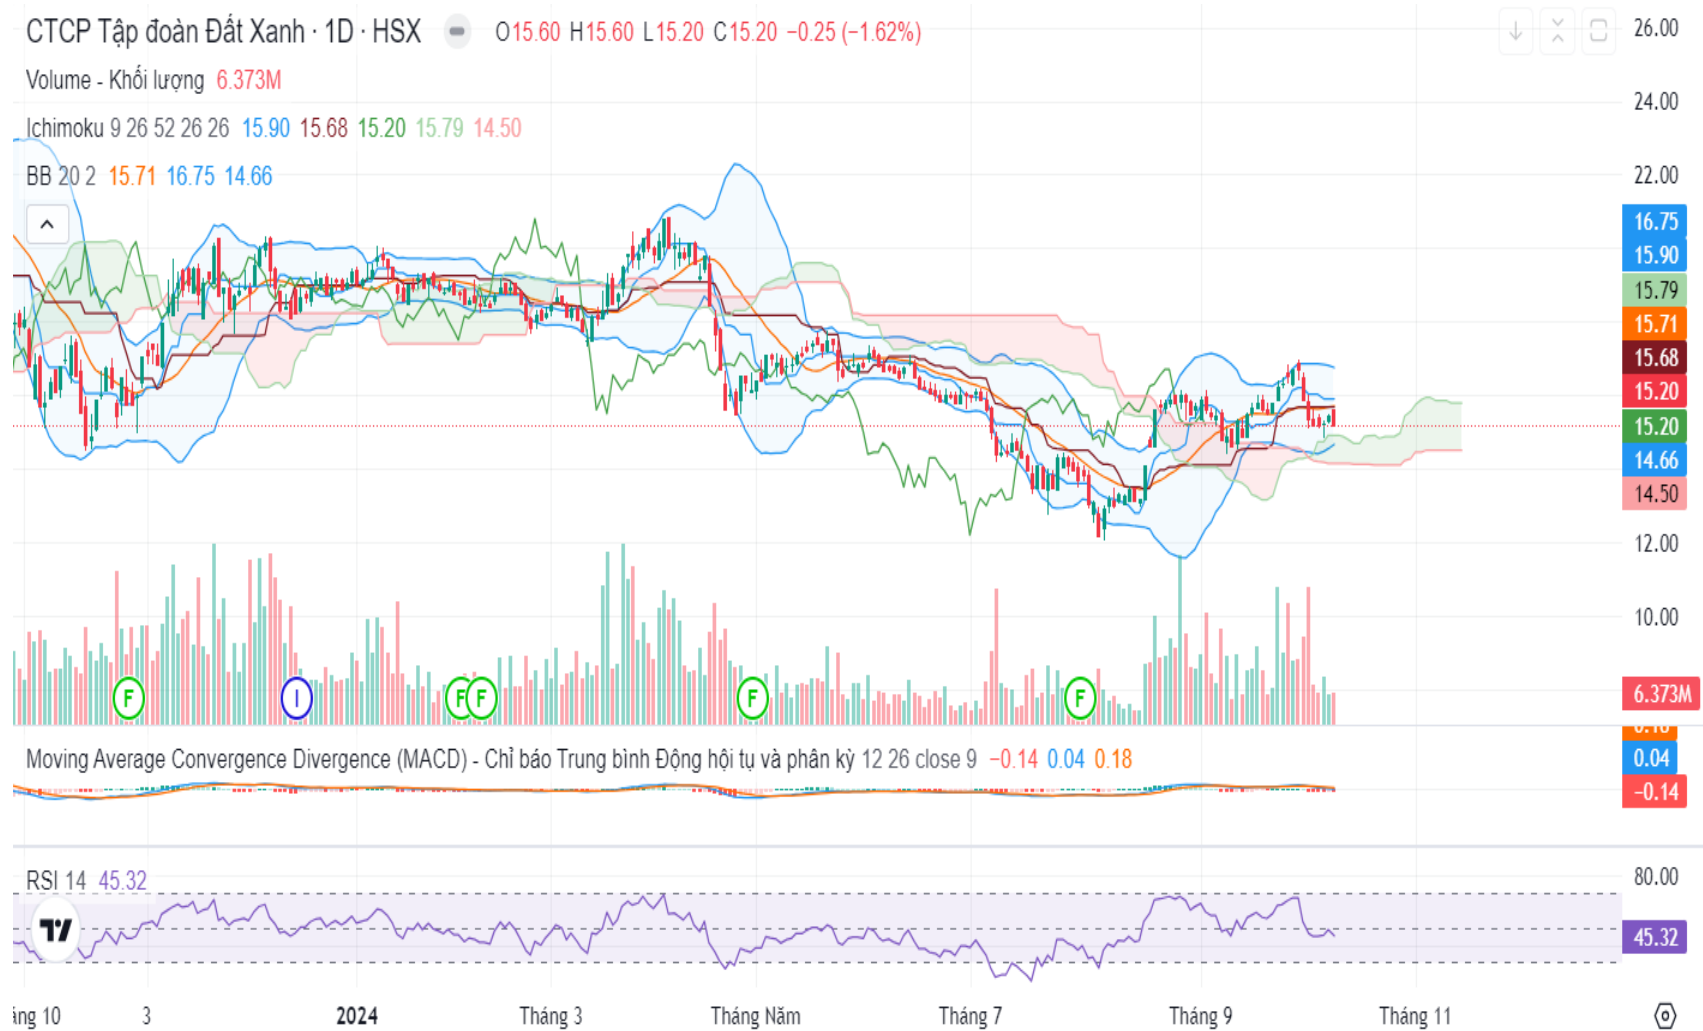 CTCP Tập đoàn Đất Xanh · 1D · HSX O15.60 H15.60 L15.20 C15.20 −0.25 (−1.62%)
Volume - Khối lượng 6.373M
Ichimoku 9 26 52 26 26 15.90 15.68 15.20 15.79 14.50
BB 20 2 15.71 16.75 14.66
26.00
24.00
22.00
16.75
15.90
15.79
15.71
15.68
15.20
15.20
14.66
14.50
12.00
10.00
6.373M
F I F F F F
Moving Average Convergence Divergence (MACD) - Chỉ báo Trung bình Động hội tụ và phân kỳ 12 26 close 9 −0.14 0.04 0.18
0.04
−0.14
RSI 14 45.32
80.00
45.32
10 3 2024 Tháng 3 Tháng Năm Tháng 7 Tháng 9 Tháng 11